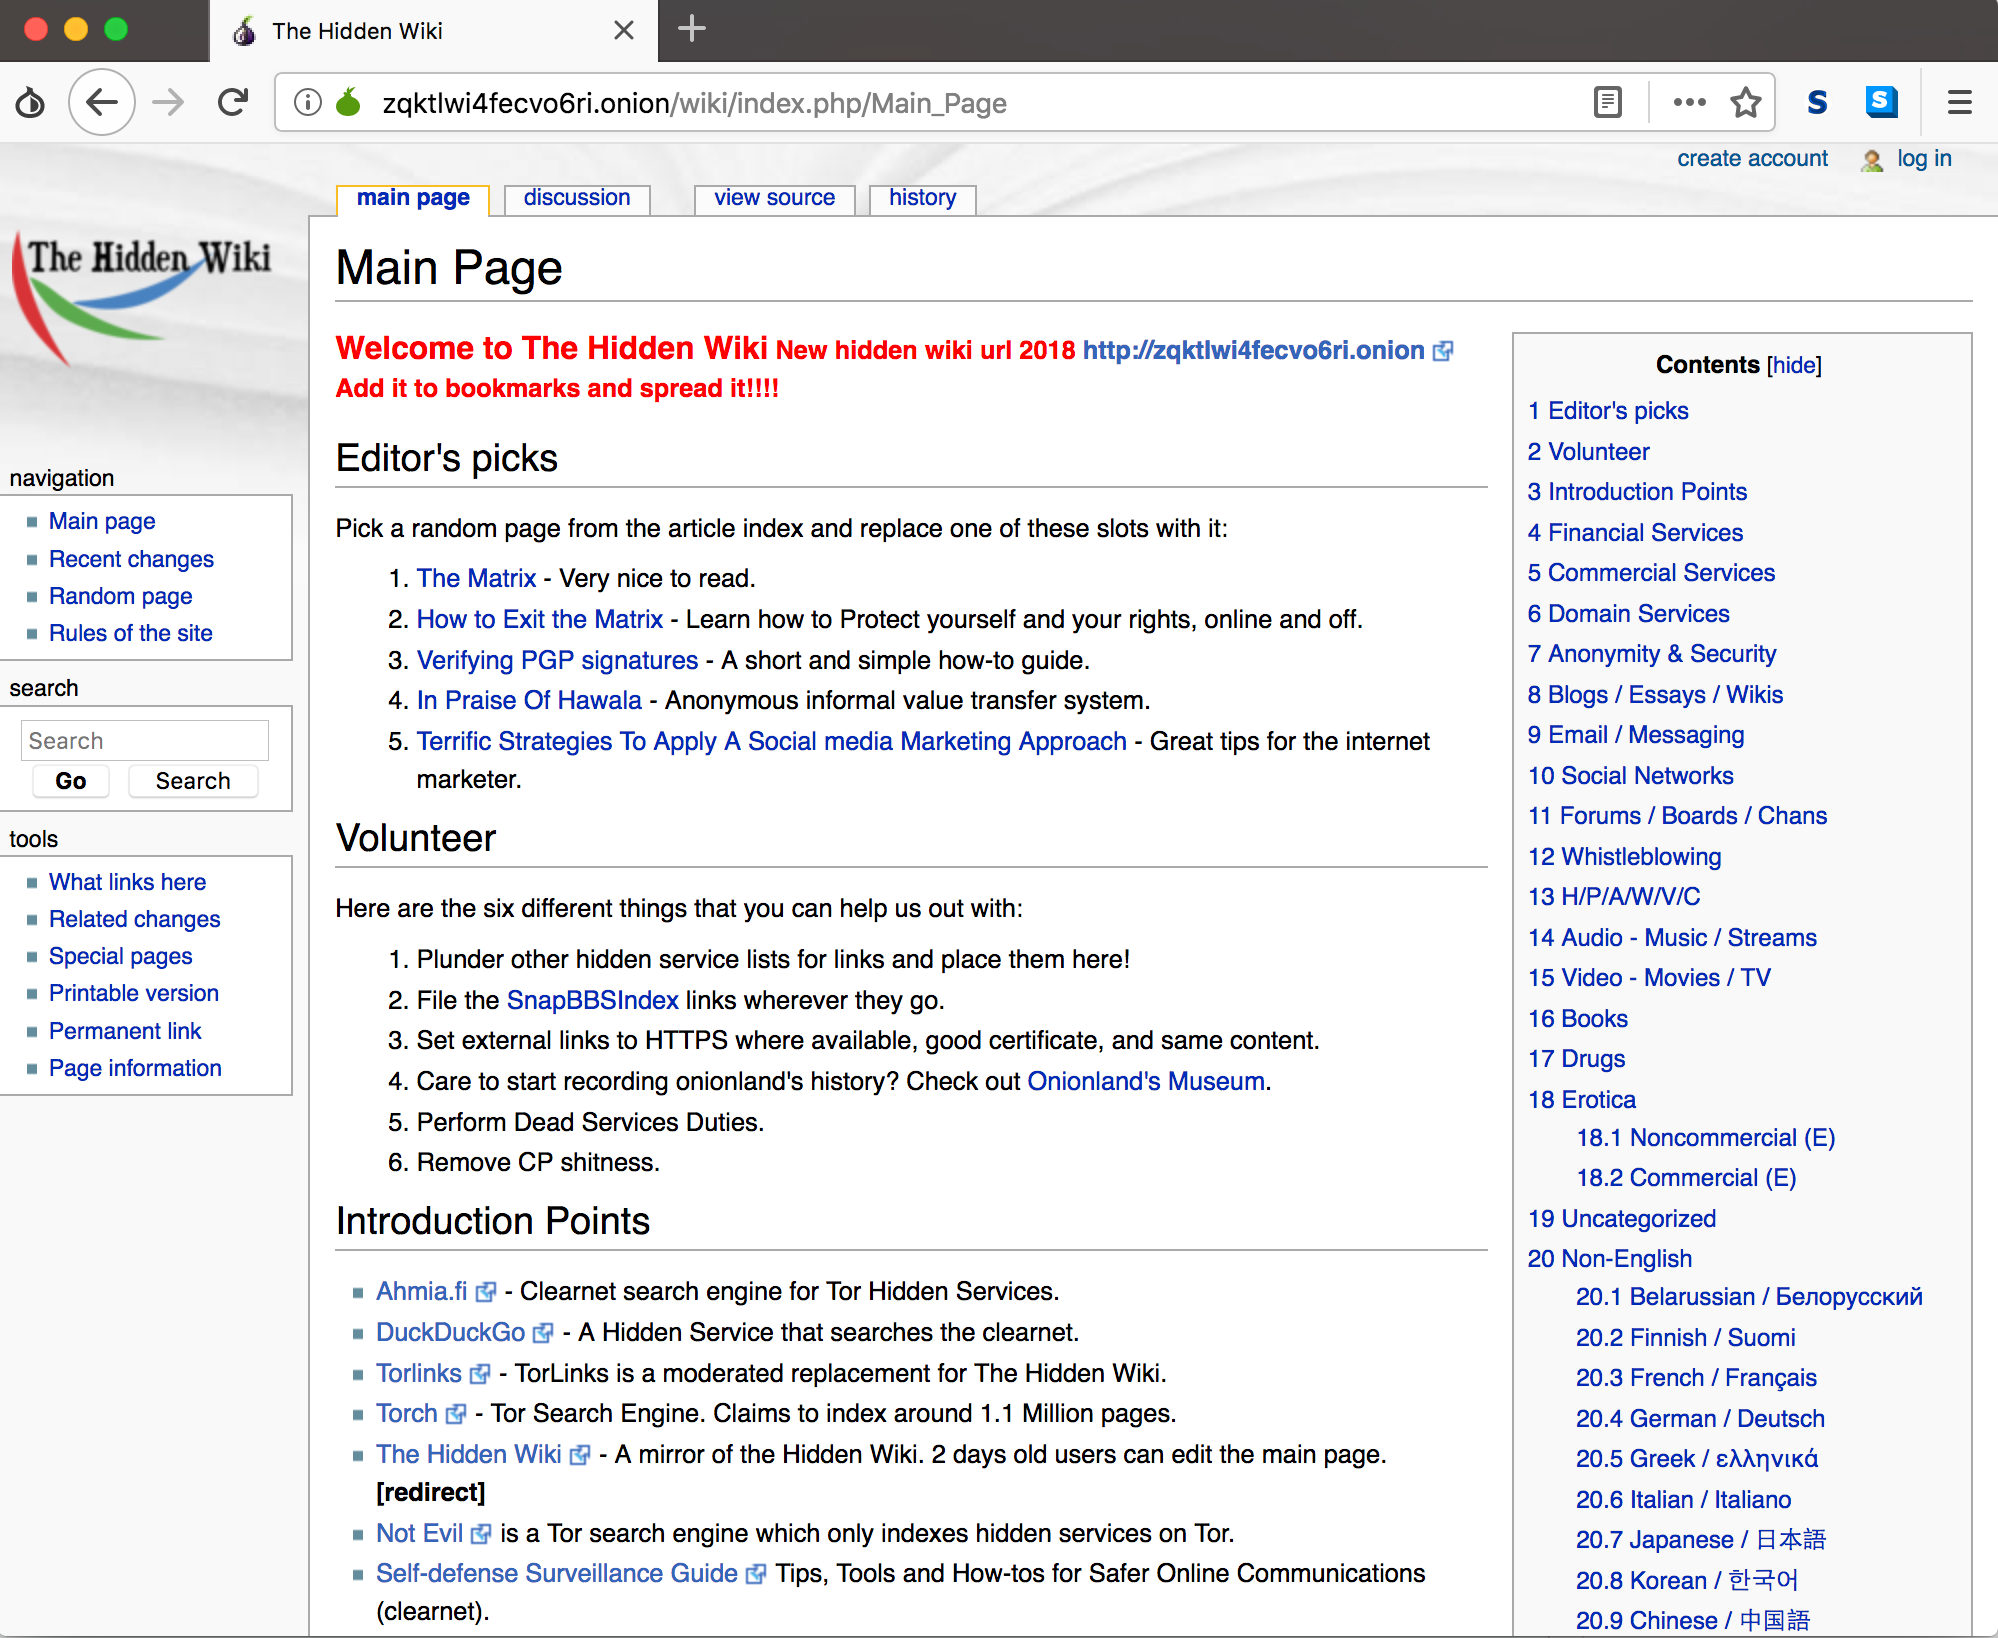 The Hidden Wiki
zqktlwi4fecvo6ri.onion/wiki/index.php/Main_Page
S
S
create account log in
main page discussion view source history
The Hidden Wiki
navigation
Main page
Recent changes
Random page
Rules of the site
search
Search
Go Search
tools
What links here
Related changes
Special pages
Printable version
Permanent link
Page information
Main Page
Welcome to The Hidden Wiki New hidden wiki url 2018 http://zqktlwi4fecvo6ri.onion
Add it to bookmarks and spread it!!!!
Editor's picks
Pick a random page from the article index and replace one of these slots with it:
1. The Matrix - Very nice to read.
2. How to Exit the Matrix - Learn how to Protect yourself and your rights, online and off.
3. Verifying PGP signatures - A short and simple how-to guide.
4. In Praise Of Hawala - Anonymous informal value transfer system.
5. Terrific Strategies To Apply A Social media Marketing Approach - Great tips for the internet
marketer.
Volunteer
Here are the six different things that you can help us out with:
1. Plunder other hidden service lists for links and place them here!
2. File the SnapBBSIndex links wherever they go.
3. Set external links to HTTPS where available, good certificate, and same content.
4. Care to start recording onionland's history? Check out Onionland's Museum.
5. Perform Dead Services Duties.
6. Remove CP shitness.
Introduction Points
Ahmia.fi - Clearnet search engine for Tor Hidden Services.
DuckDuckGo - A Hidden Service that searches the clearnet.
Torlinks - TorLinks is a moderated replacement for The Hidden Wiki.
Torch - Tor Search Engine. Claims to index around 1.1 Million pages.
The Hidden Wiki - A mirror of the Hidden Wiki. 2 days old users can edit the main page.
[redirect]
Not Evil is a Tor search engine which only indexes hidden services on Tor.
Self-defense Surveillance Guide Tips, Tools and How-tos for Safer Online Communications
(clearnet).
Contents [hide]
1 Editor's picks
2 Volunteer
3 Introduction Points
4 Financial Services
5 Commercial Services
6 Domain Services
7 Anonymity & Security
8 Blogs / Essays / Wikis
9 Email / Messaging
10 Social Networks
11 Forums / Boards / Chans
12 Whistleblowing
13 H/P/A/W/V/C
14 Audio - Music / Streams
15 Video - Movies / TV
16 Books
17 Drugs
18 Erotica
18.1 Noncommercial (E)
18.2 Commercial (E)
19 Uncategorized
20 Non-English
20.1 Belarussian / Белорусский
20.2 Finnish / Suomi
20.3 French / Français
20.4 German / Deutsch
20.5 Greek / ελληνικά
20.6 Italian / Italiano
20.7 Japanese / 日本語
20.8 Korean / 한국어
20.9 Chinese / 中国語